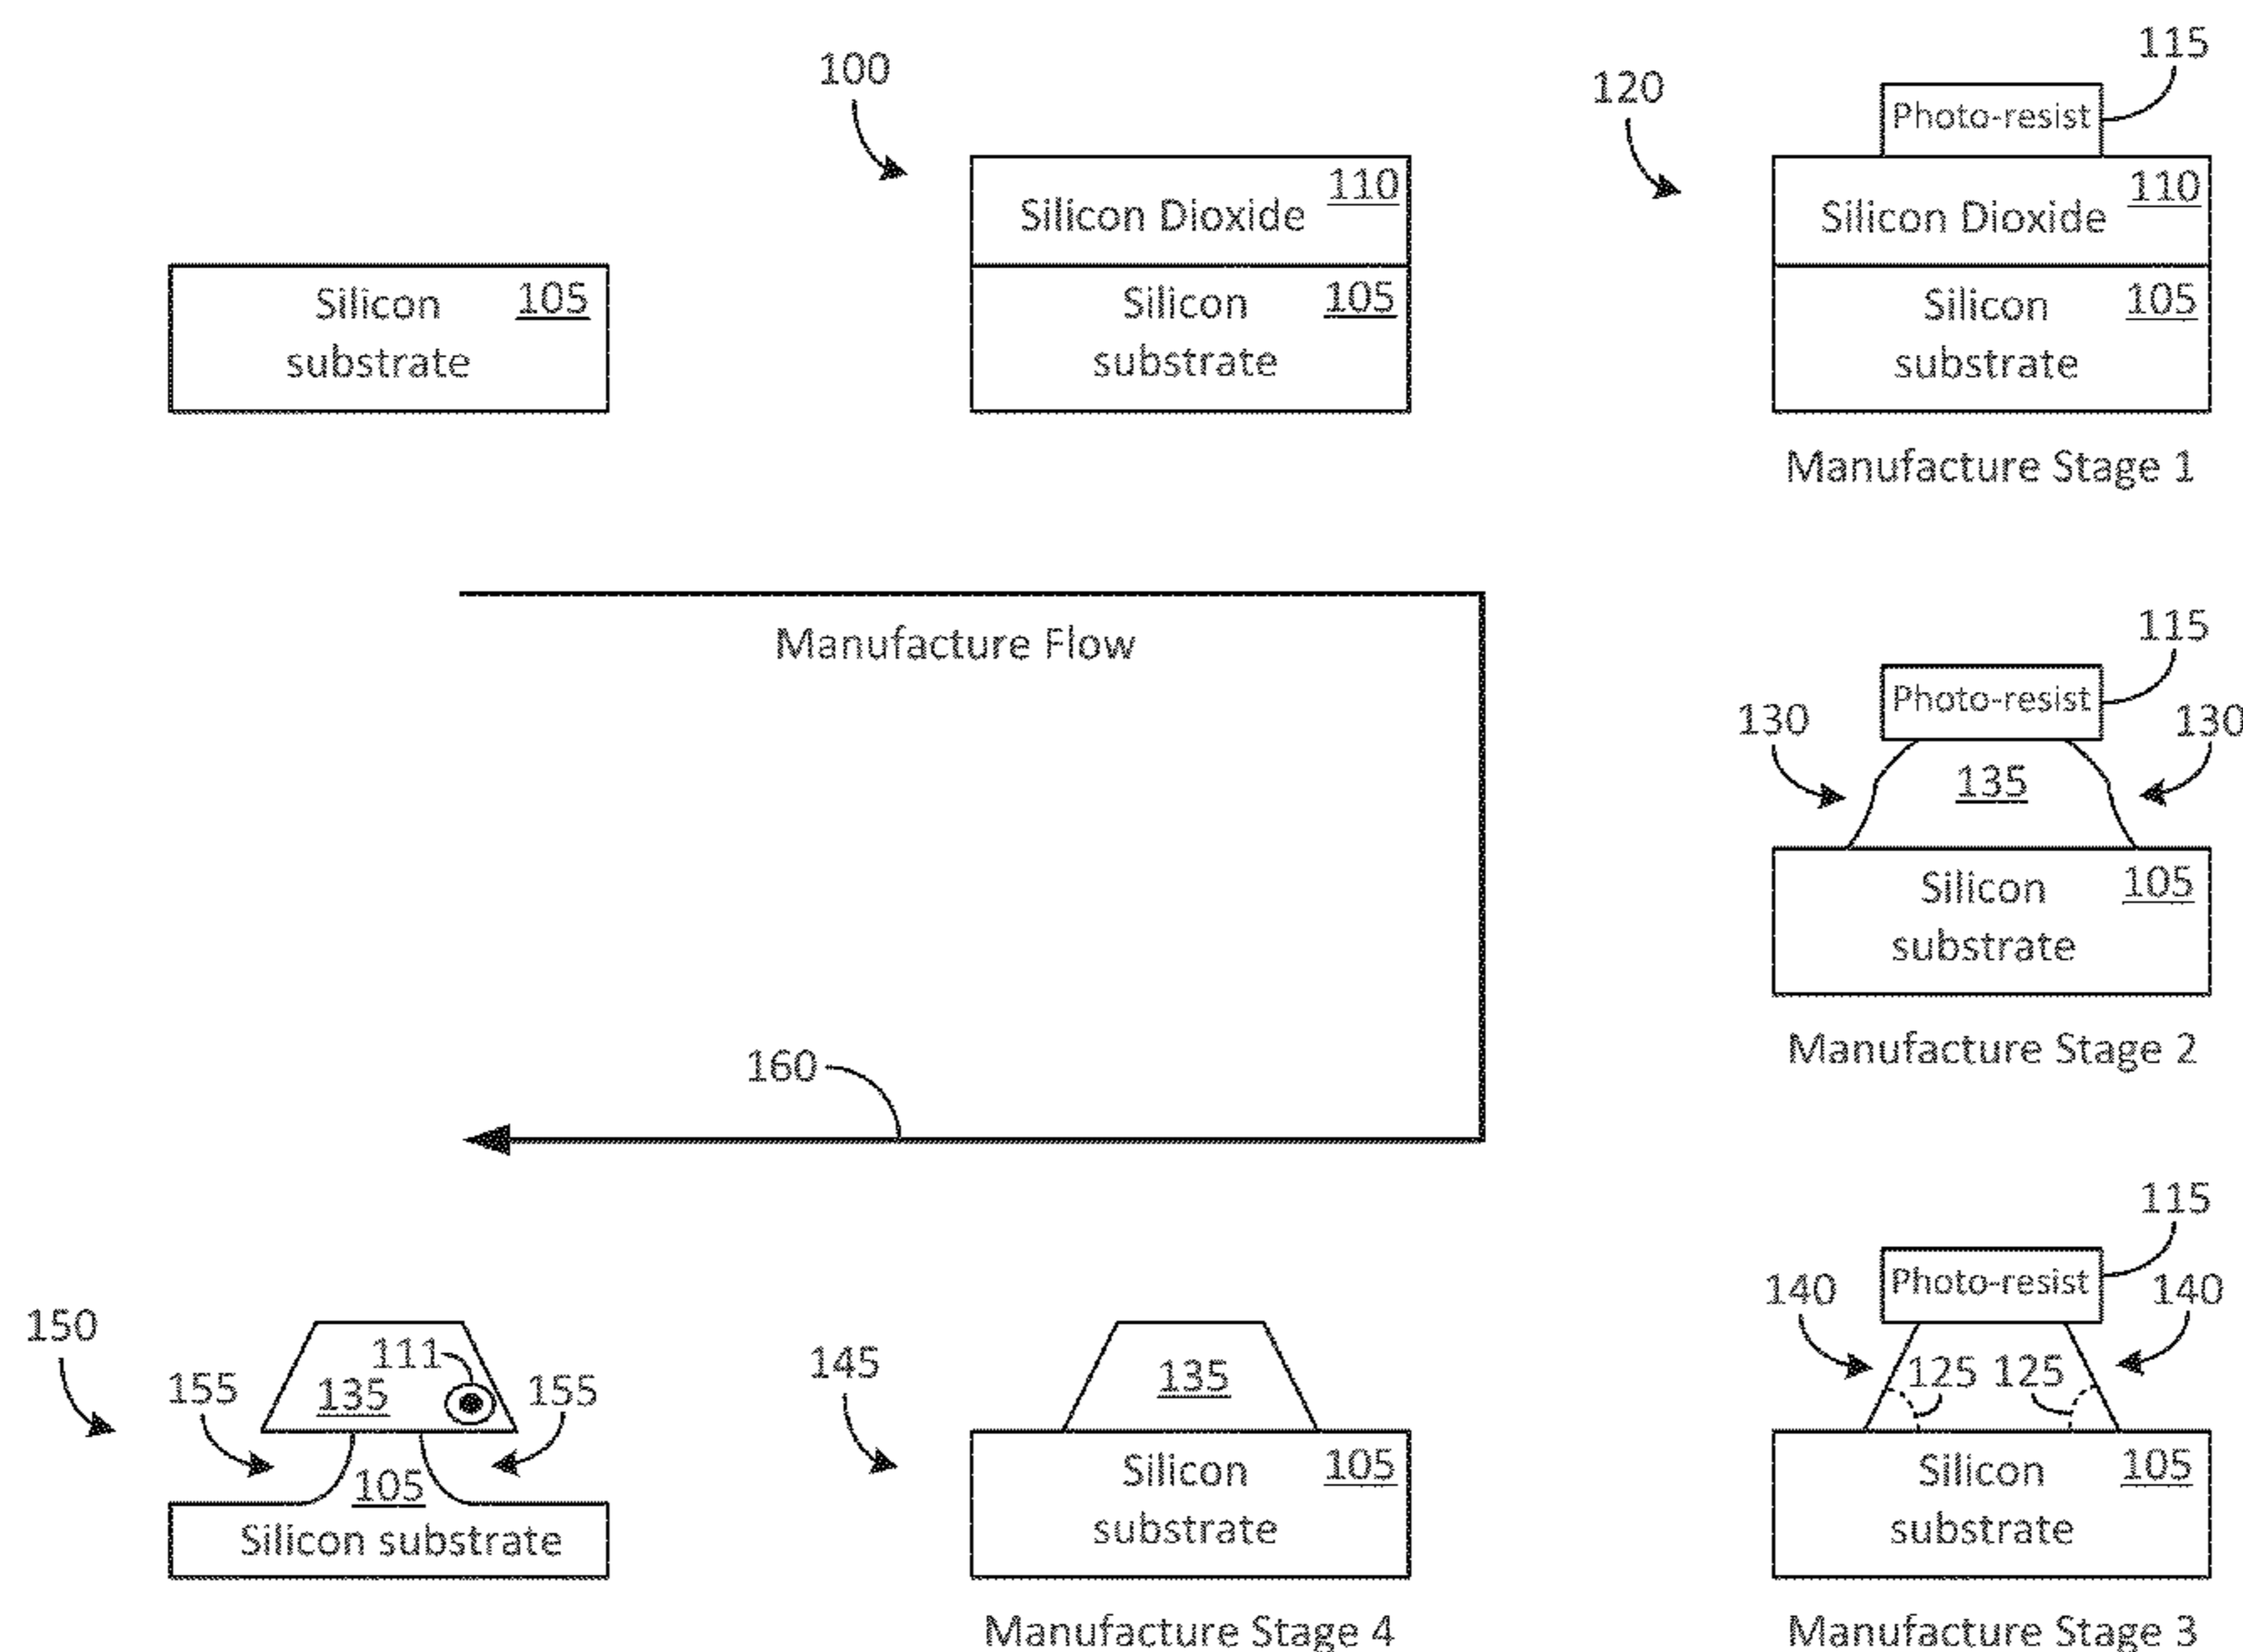 100
120
115
Photo-resist
Silicon Dioxide 110
Silicon Dioxide 110
Silicon 105
substrate
Silicon 105
substrate
Silicon 105
substrate
Manufacture Stage 1
Manufacture Flow
115
Photo-resist
130
130
135
Silicon 105
substrate
Manufacture Stage 2
160
115
Photo-resist
140
140
125
125
Silicon 105
substrate
Manufacture Stage 3
145
135
Silicon 105
substrate
Manufacture Stage 4
150
111
155
135
155
105
Silicon substrate